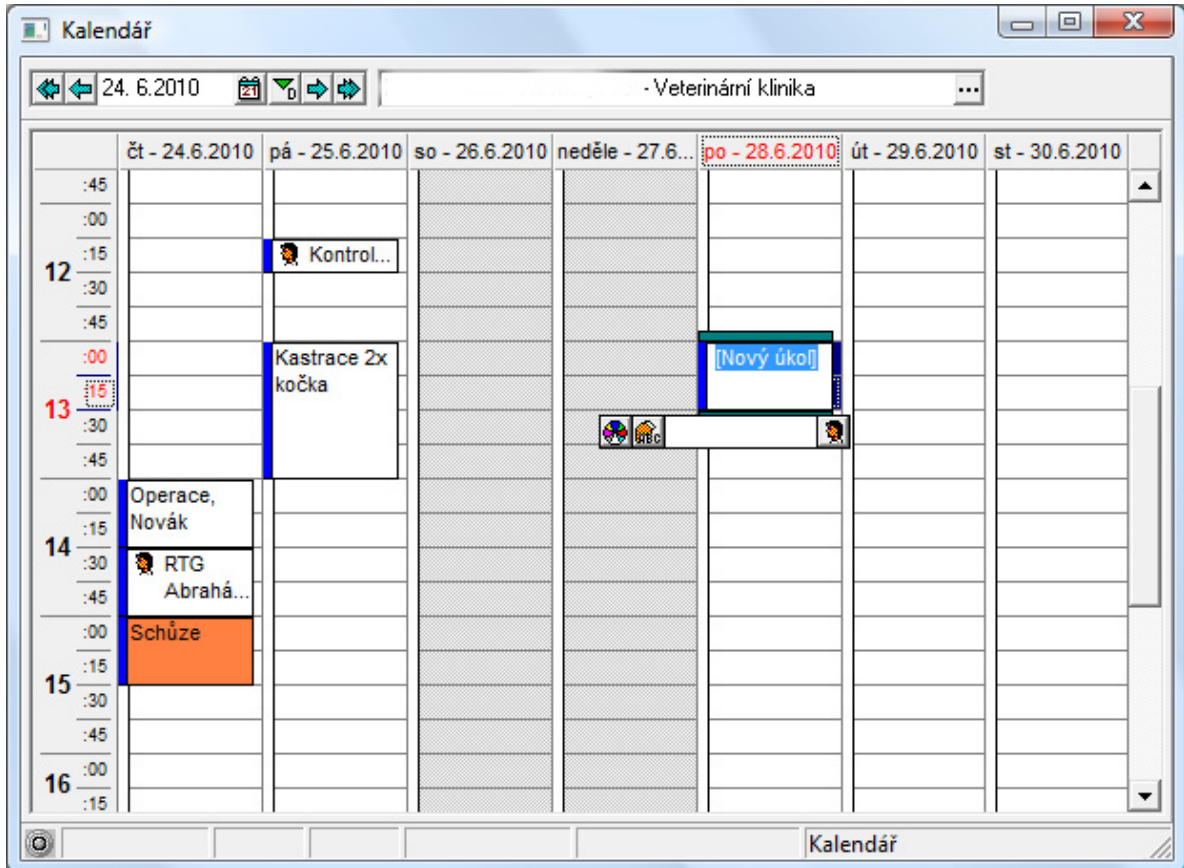 Kalendář
24. 6.2010
21
D
- Veterinární klinika
...
čt - 24.6.2010 pá - 25.6.2010 so - 26.6.2010 neděle - 27.6... po - 28.6.2010 út - 29.6.2010 st - 30.6.2010
:45
12 :00
:15 Kontrol...
:30
:45
13 :00 Kastrace 2x [Nový úkol]
:15 kočka
:30 ABC
:45
14 :00 Operace,
:15 Novák
:30 RTG
:45 Abrahá...
15 :00 Schůze
:15
:30
:45
16 :00
:15
Kalendář